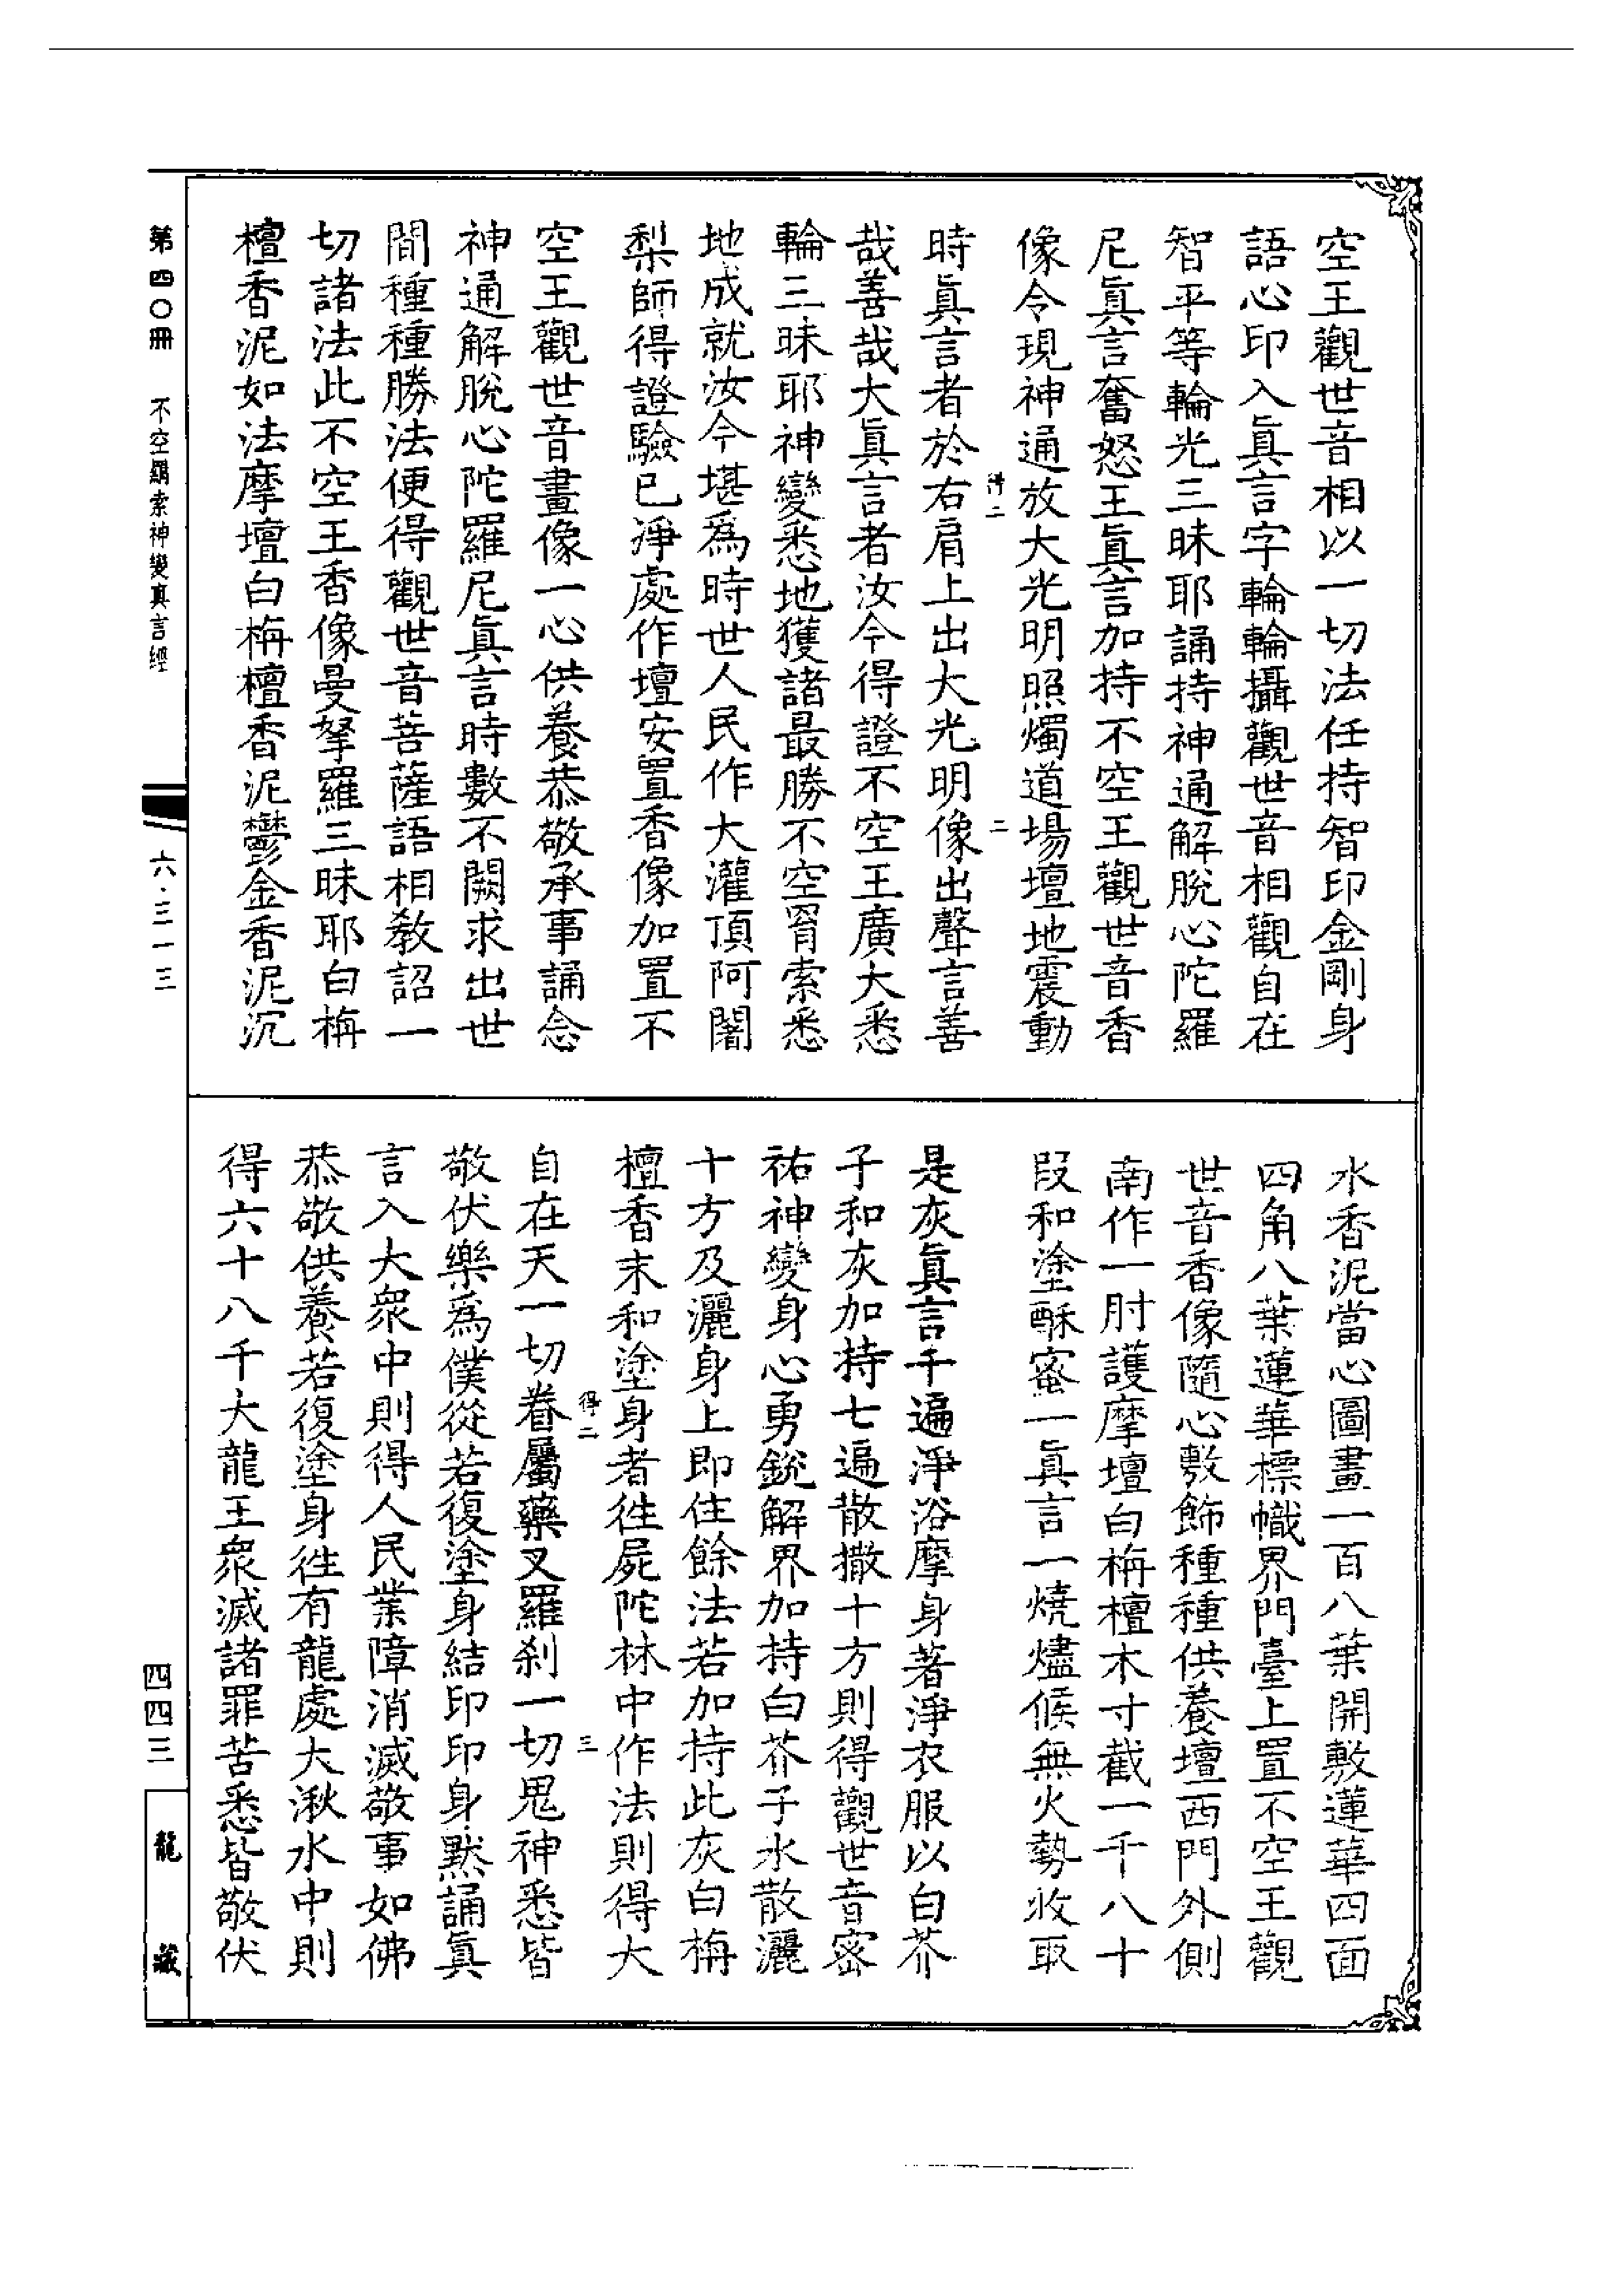 空王觀世音相以一切法任持智印金剛身
語心印入眞言字輪輪攝觀世音相觀自在
智平等輪光三昧耶誦持神通解脫心陀羅
尼眞言奮怒王眞言加持不空王觀世音香
像令現神通放大光明照燭道場壇地震動
得二
二
時眞言者於右肩上出大光明像出聲言善
哉善哉大眞言者汝今得證不空王廣大悉
輪三昧耶神變悉地獲諸最勝不空罥索悉
地成就汝今堪爲時世人民作大灌頂阿闍
梨師得證驗已淨處作壇安置香像加置不
空王觀世音畫像一心供養恭敬承事誦念
神通解脫心陀羅尼眞言時數不闕求出世
間種種勝法便得觀世音菩薩語相教詔一
切諸法此不空王香像曼拏羅三昧耶白栴
檀香泥如法摩壇白栴檀香泥鬱金香泥沉
水香泥當心圖畫一百八葉開敷蓮華四面
四角八葉蓮華標幟界門臺上置不空王觀
世音香像隨心敷飾種種供養壇西門外側
南作一肘護摩壇白栴檀木寸截一千八十
段和塗酥蜜一眞言一燒燼候無火勢收取
是灰眞言千遍淨浴摩身著淨衣服以白芥
子和灰加持七遍散撒十方則得觀世音密
祐神變身心勇銳解界加持白芥子水散灑
十方及灑身上即住餘法若加持此灰白栴
檀香末和塗身者往屍陀林中作法則得大
得二
三
自在天一切眷屬藥叉羅刹一切鬼神悉皆
敬伏樂爲僕從若復塗身結印印身默誦眞
言入大衆中則得人民業障消滅敬事如佛
恭敬供養若復塗身往有龍處大湫水中則
得六十八千大龍王衆滅諸罪苦悉皆敬伏
第四〇冊 不空羂索神變真言經
六·三一三
四四三
龍藏